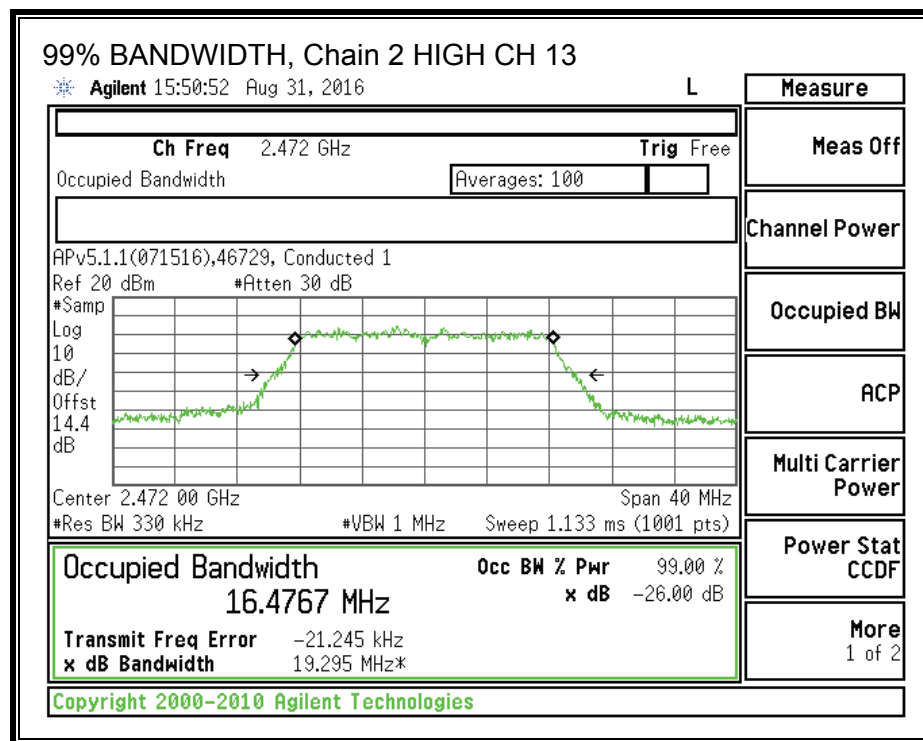 99% BANDWIDTH, Chain 2 HIGH CH 13
Agilent 15:50:52 Aug 31, 2016 L
Measure
Ch Freq 2.472 GHz Trig Free
Occupied Bandwidth Averages: 100
APv5.1.1(071516),46729, Conducted 1
Ref 20 dBm #Atten 30 dB
#Samp
Log
10
dB/
Offst
14.4
dB
Center 2.472 00 GHz Span 40 MHz
#Res BW 330 kHz #VBW 1 MHz Sweep 1.133 ms (1001 pts)
Occupied Bandwidth Occ BW % Pwr 99.00 %
16.4767 MHz x dB -26.00 dB
Transmit Freq Error -21.245 kHz
x dB Bandwidth 19.295 MHz*
Meas Off
Channel Power
Occupied BW
ACP
Multi Carrier
Power
Power Stat
CCDF
More
1 of 2
Copyright 2000-2010 Agilent Technologies